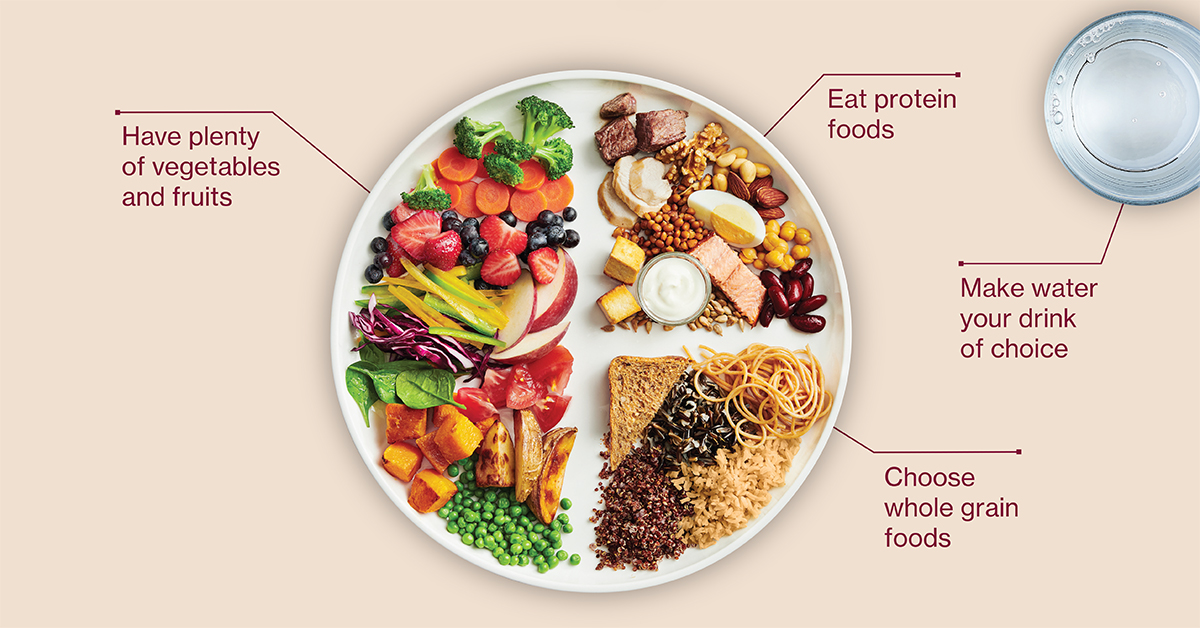 Have plenty
of vegetables
and fruits
Eat protein
foods
Make water
your drink
of choice
Choose
whole grain
foods